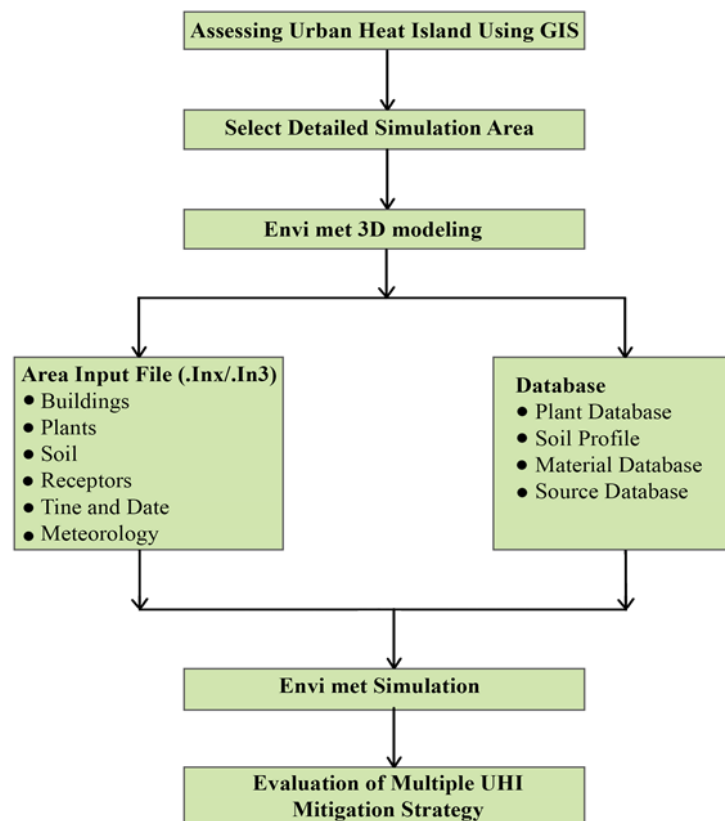 Assessing Urban Heat Island Using GIS
Select Detailed Simulation Area
Envi met 3D modeling
Area Input File (.Inx/.In3)
● Buildings
● Plants
● Soil
● Receptors
● Tine and Date
● Meteorology
Database
● Plant Database
● Soil Profile
● Material Database
● Source Database
Envi met Simulation
Evaluation of Multiple UHI
Mitigation Strategy